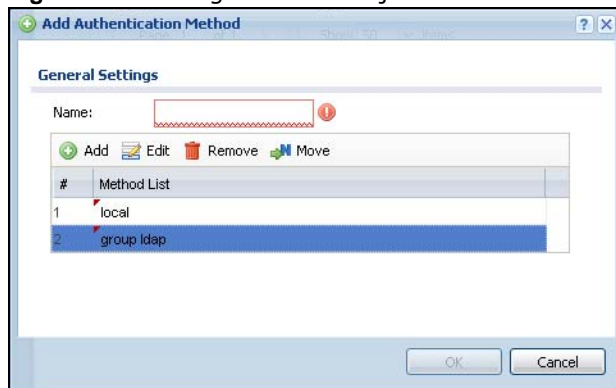 Add Authentication Method
? X
General Settings
Name:
Add Edit Remove Move
# Method List
1 local
2 group ldap
OK Cancel